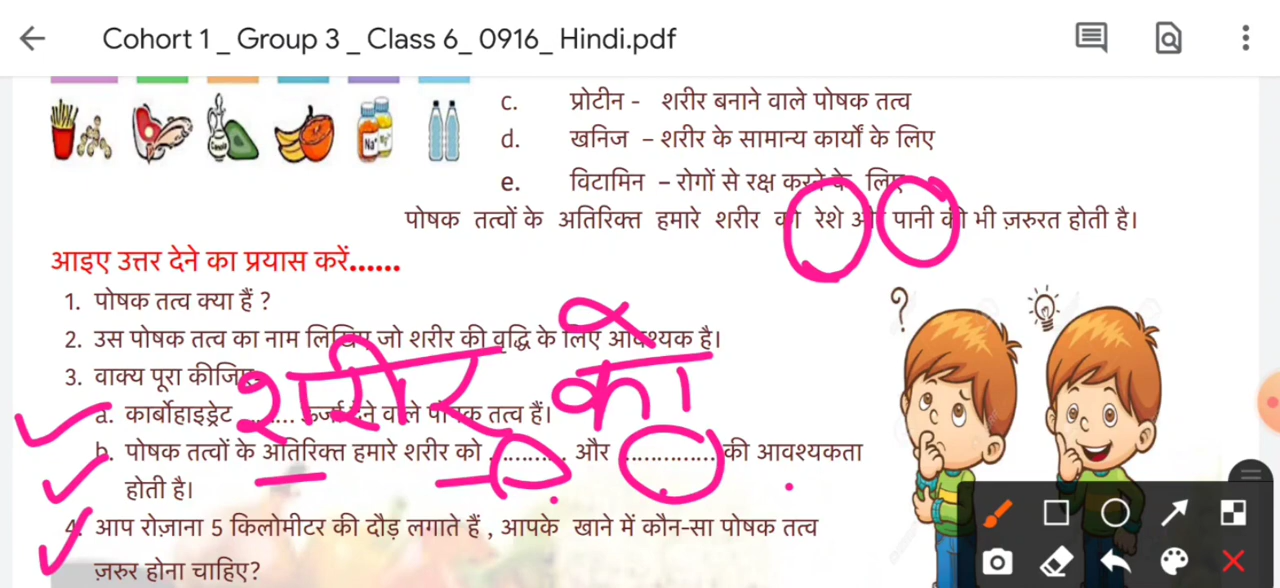 Cohort 1 _ Group 3 _ Class 6_ 0916_ Hindi.pdf
c. प्रोटीन - शरीर बनाने वाले पोषक तत्व
d. खनिज – शरीर के सामान्य कार्यों के लिए
e. विटामिन – रोगों से रक्ष करने के लिए
पोषक तत्वों के अतिरिक्त हमारे शरीर को रेशे और पानी की भी ज़रुरत होती है।
आइए उत्तर देने का प्रयास करें......
1. पोषक तत्व क्या हैं ?
2. उस पोषक तत्व का नाम लिखिए जो शरीर की वृद्धि के लिए आवश्यक है।
3. वाक्य पूरा कीजिए-
शरीर को
a. कार्बोहाइड्रेट ........ ऊर्जा देने वाले पोषक तत्व हैं।
b. पोषक तत्वों के अतिरिक्त हमारे शरीर को ........... और .............. की आवश्यकता
होती है।
4. आप रोज़ाना 5 किलोमीटर की दौड़ लगाते हैं , आपके खाने में कौन-सा पोषक तत्व
ज़रुर होना चाहिए?